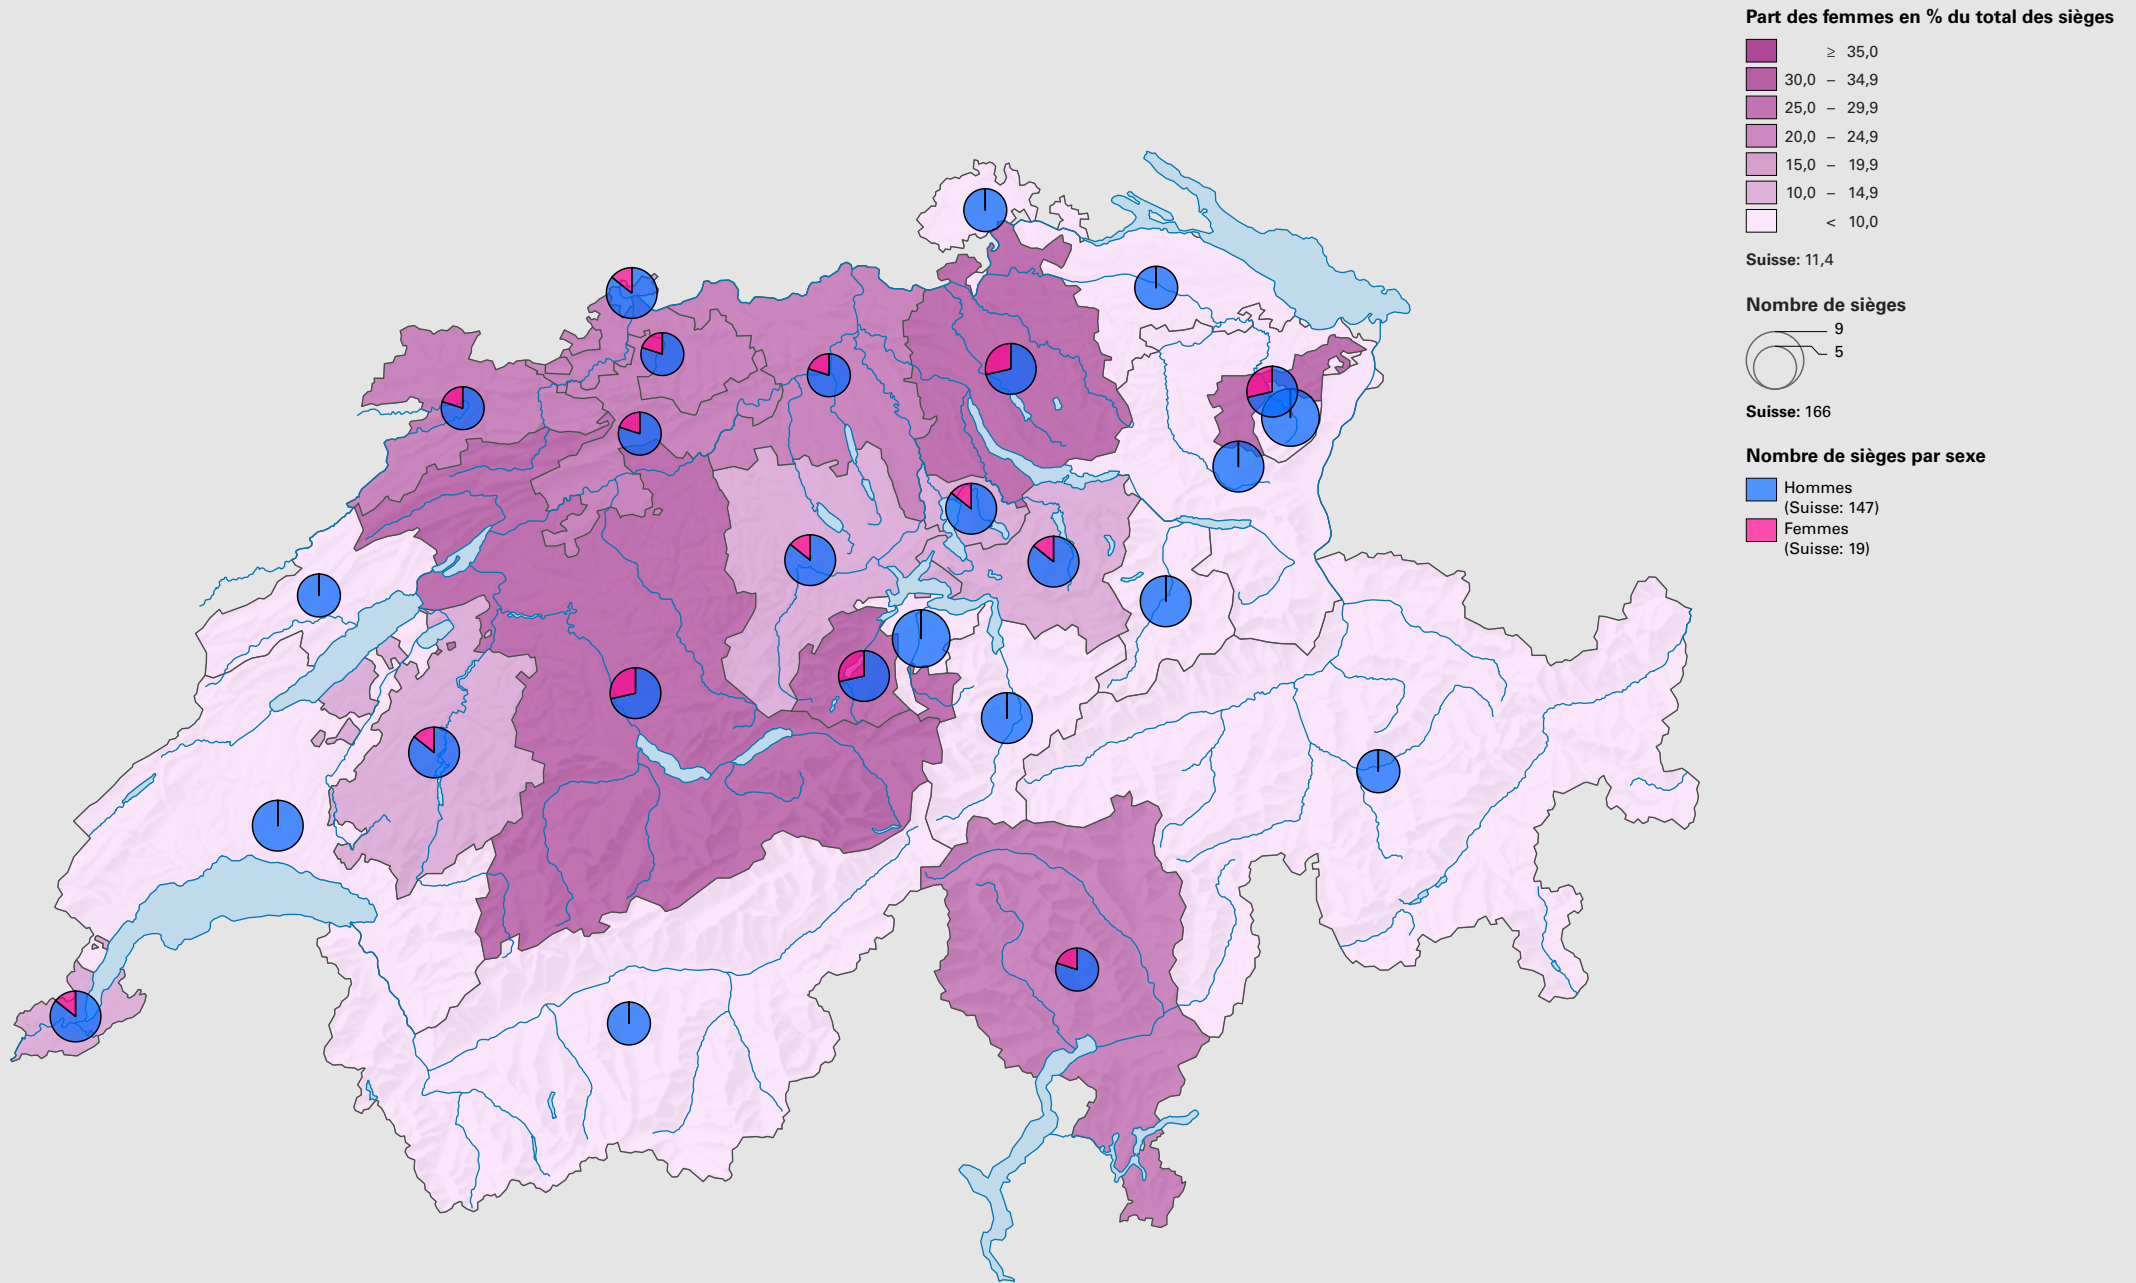 Part des femmes en % du total des sièges
≥ 35,0
30,0 – 34,9
25,0 – 29,9
20,0 – 24,9
15,0 – 19,9
10,0 – 14,9
< 10,0
Suisse: 11,4
Nombre de sièges
9
5
Suisse: 166
Nombre de sièges par sexe
Hommes
(Suisse: 147)
Femmes
(Suisse: 19)